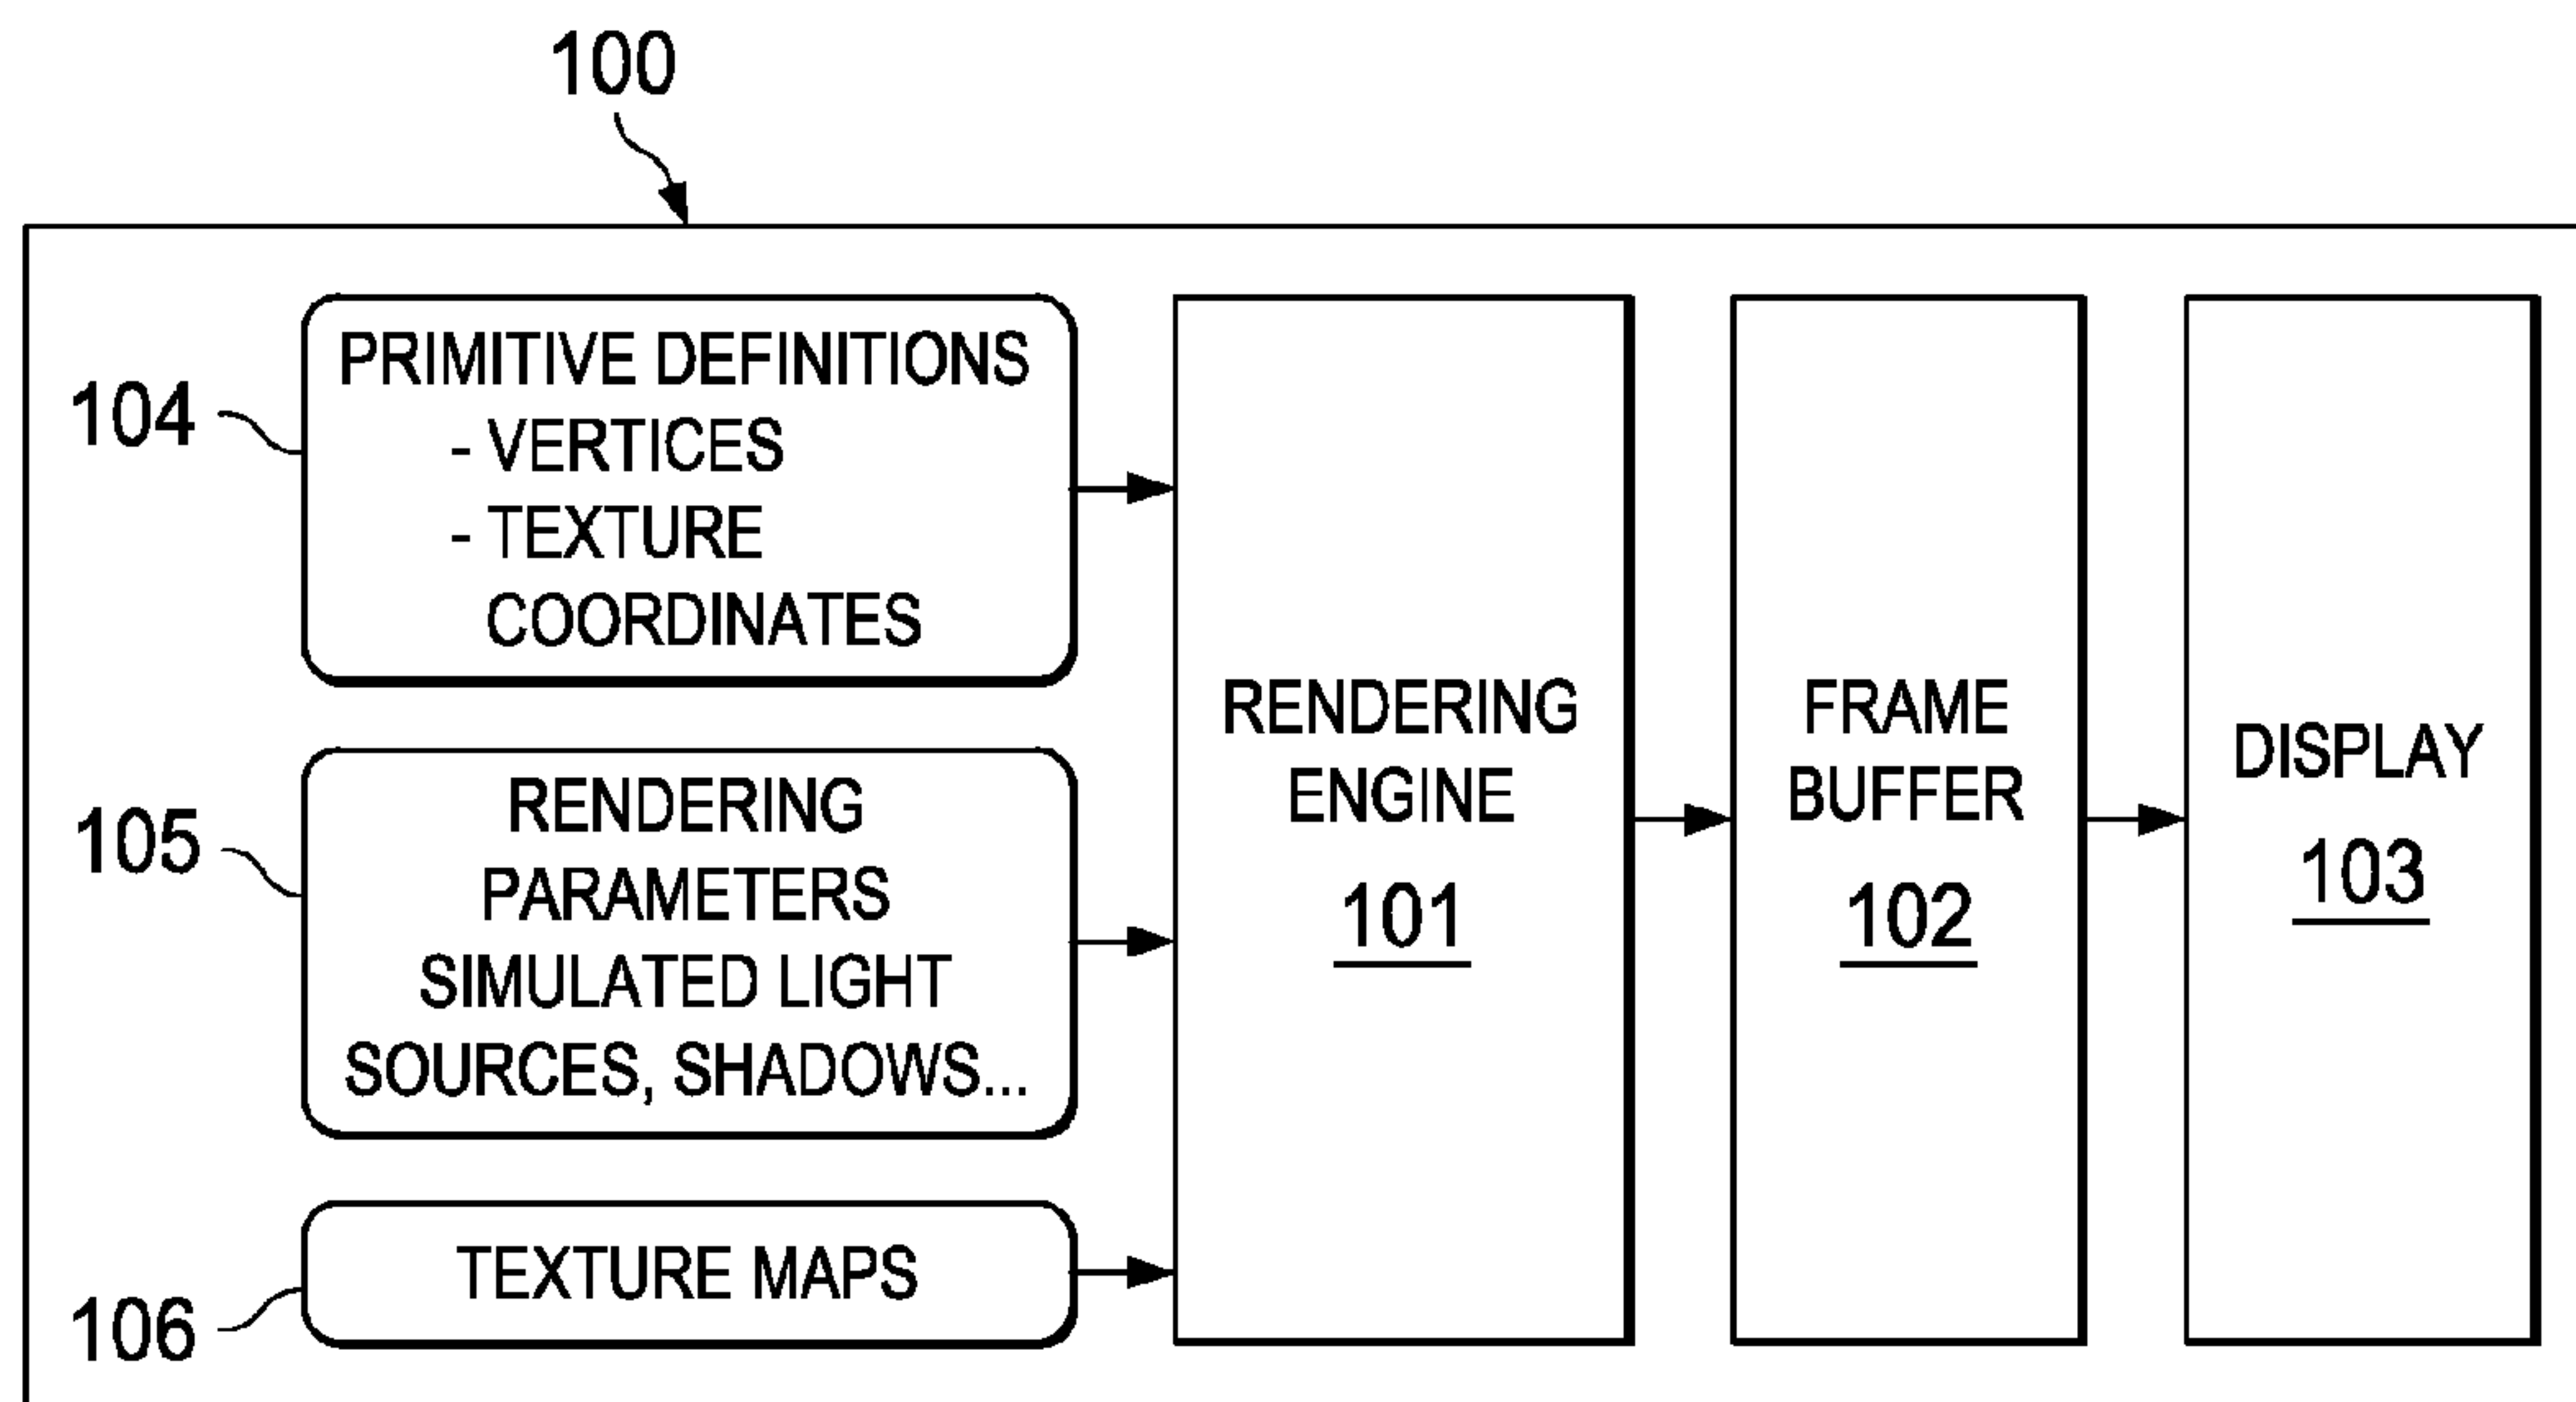 100
104
PRIMITIVE DEFINITIONS
- VERTICES
- TEXTURE
COORDINATES
105
RENDERING
PARAMETERS
SIMULATED LIGHT
SOURCES, SHADOWS...
106
TEXTURE MAPS
RENDERING
ENGINE
101
FRAME
BUFFER
102
DISPLAY
103